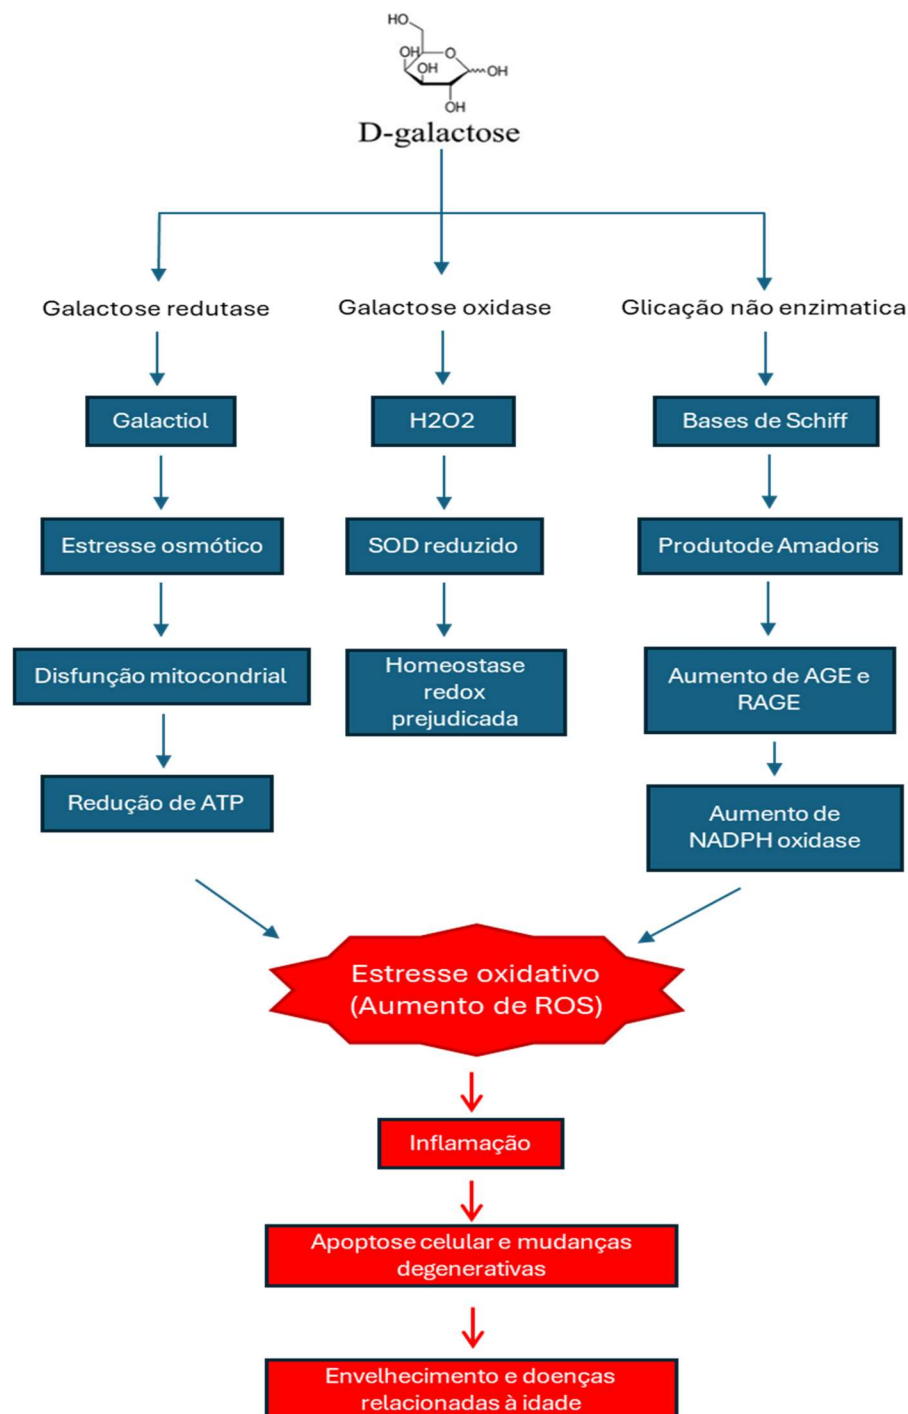 HO
OH
O
OH
OH
OH
D-galactose
Galactose redutase
Galactose oxidase
Glicação não enzimatica
Galactiol
H2O2
Bases de Schiff
Estresse osmótico
SOD reduzido
Produtode Amadoris
Disfunção mitocondrial
Homeostase
redox
prejudicada
Aumento de AGE e
RAGE
Redução de ATP
Aumento de
NADPH oxidase
Estresse oxidativo
(Aumento de ROS)
Inflamação
Apoptose celular e mudanças
degenerativas
Envelhecimento e doenças
relacionadas à idade